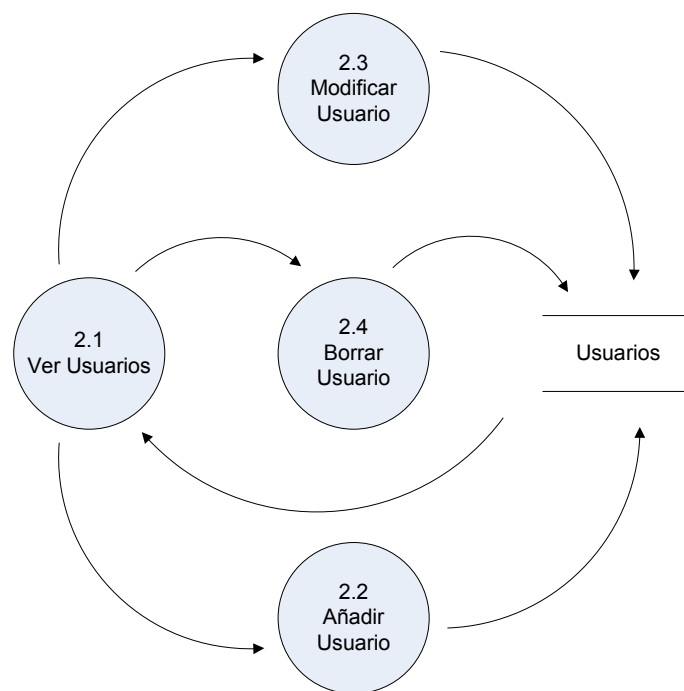 2.3
Modificar
Usuario
2.1
Ver Usuarios
2.4
Borrar
Usuario
Usuarios
2.2
Añadir
Usuario